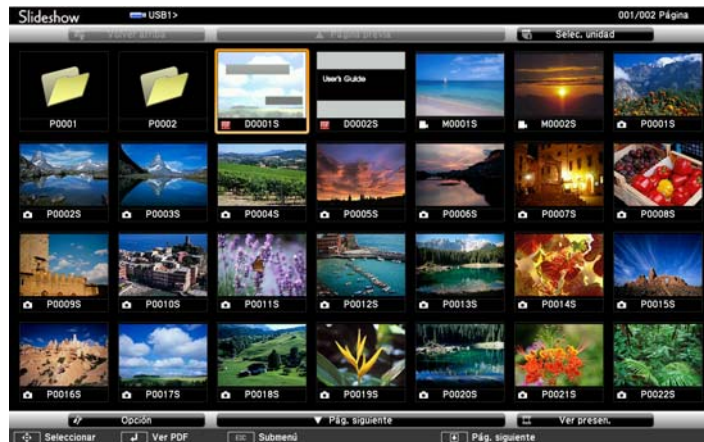 Slideshow USB1> 001/002 Página
Volver arriba Página previa Selec. unidad
User's Guide
P0001 P0002 D0001S D0002S M0001S M0002S P0001S
P0002S P0003S P0004S P0005S P0006S P0007S P0008S
P0009S P0010S P0011S P0012S P0013S P0014S P0015S
P0016S P0017S P0018S P0019S P0020S P0021S P0022S
Opción Pág. siguiente Ver presen.
Seleccionar Ver PDF ESC Submenú Pág. siguiente